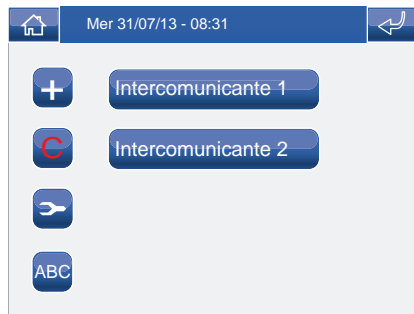 Mer 31/07/13 - 08:31
+ Intercomunicante 1
C Intercomunicante 2
ABC